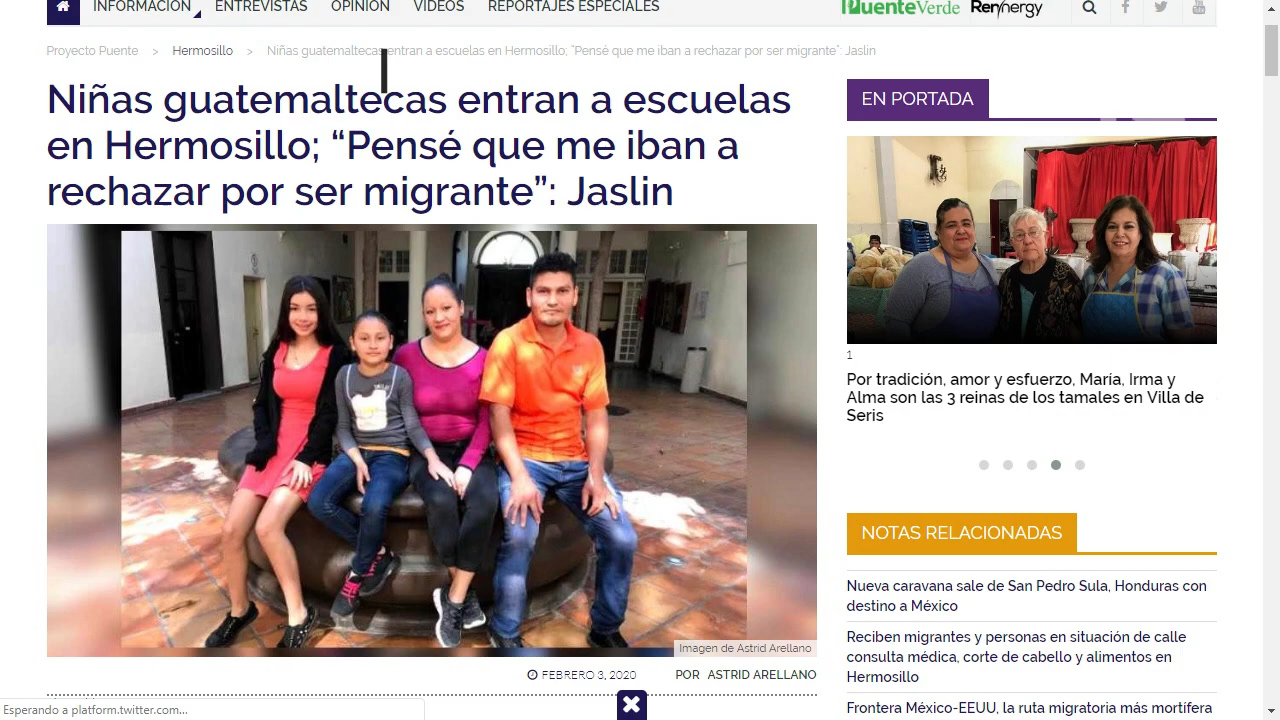 INFORMACIÓN ENTREVISTAS OPINIÓN VIDEOS REPORTAJES ESPECIALES
PuenteVerde Rennergy
Proyecto Puente > Hermosillo > Niñas guatemaltecas entran a escuelas en Hermosillo; “Pensé que me iban a rechazar por ser migrante”: Jaslin
Niñas guatemaltecas entran a escuelas
en Hermosillo; “Pensé que me iban a
rechazar por ser migrante”: Jaslin
Imagen de Astrid Arellano
FEBRERO 3, 2020 POR ASTRID ARELLANO
EN PORTADA
1
Por tradición, amor y esfuerzo, María, Irma y
Alma son las 3 reinas de los tamales en Villa de
Seris
NOTAS RELACIONADAS
Nueva caravana sale de San Pedro Sula, Honduras con
destino a México
Reciben migrantes y personas en situación de calle
consulta médica, corte de cabello y alimentos en
Hermosillo
Frontera México-EEUU, la ruta migratoria más mortífera
Esperando a platform.twitter.com...